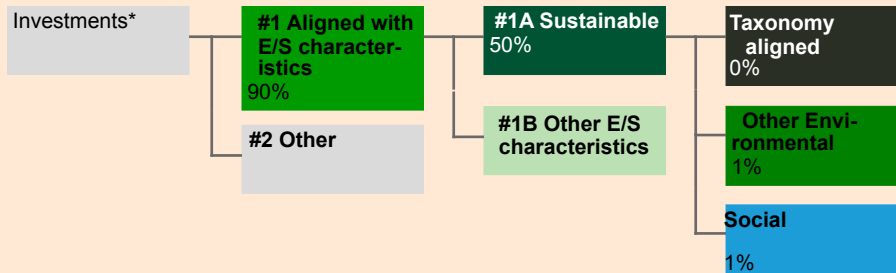 Investments*
#1 Aligned with
E/S character-
istics
90%
#2 Other
#1A Sustainable
50%
#1B Other E/S
characteristics
Taxonomy
aligned
0%
Other Envi-
ronmental
1%
Social
1%